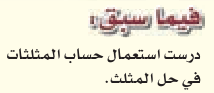 فيما سبق:
درست استعمال حساب المثلثات
في حل المثلث.